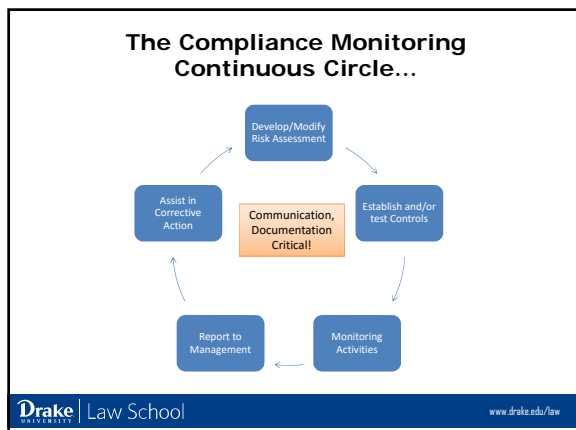 The Compliance Monitoring
Continuous Circle...
Develop/Modify
Risk Assessment
Establish and/or
test Controls
Monitoring
Activities
Report to
Management
Assist in
Corrective
Action
Communication,
Documentation
Critical!
Drake
UNIVERSITY
Law School
www.drake.edu/law